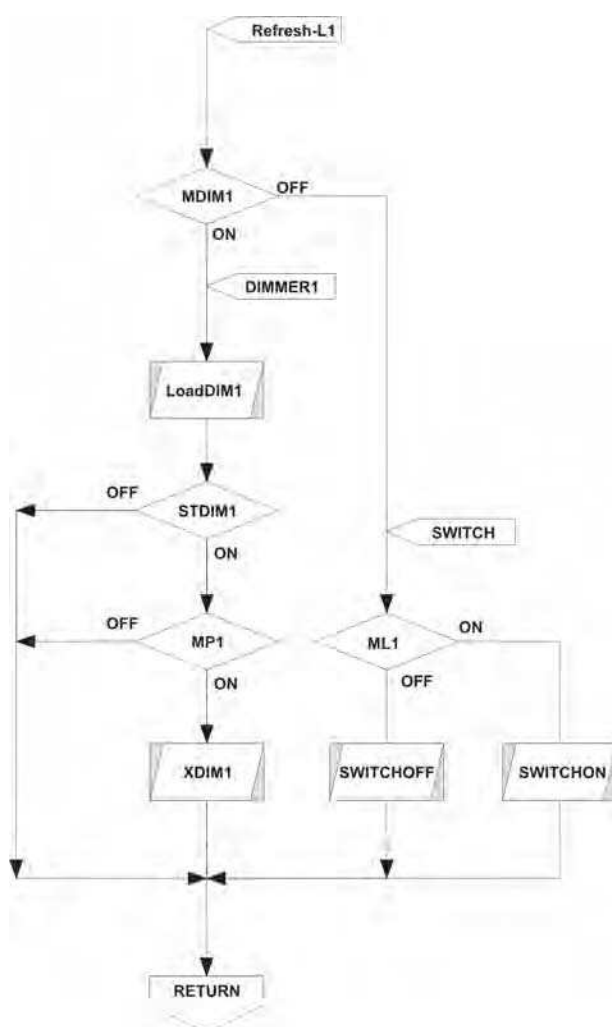 Refresh-L1
MDIM1
OFF
ON
DIMMER1
LoadDIM1
OFF
STDIM1
ON
SWITCH
OFF
MP1
ON
ML1
ON
OFF
XDIM1
SWITCHOFF
SWITCHON
RETURN